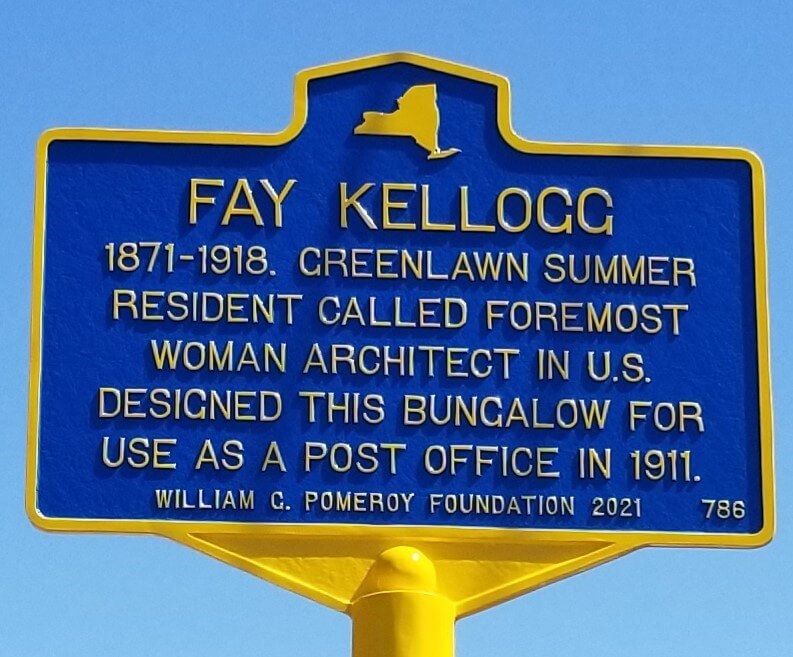 FAY KELLOGG
1871-1918. GREENLAWN SUMMER
RESIDENT CALLED FOREMOST
WOMAN ARCHITECT IN U.S.
DESIGNED THIS BUNGALOW FOR
USE AS A POST OFFICE IN 1911.
WILLIAM G. POMEROY FOUNDATION 2021 786